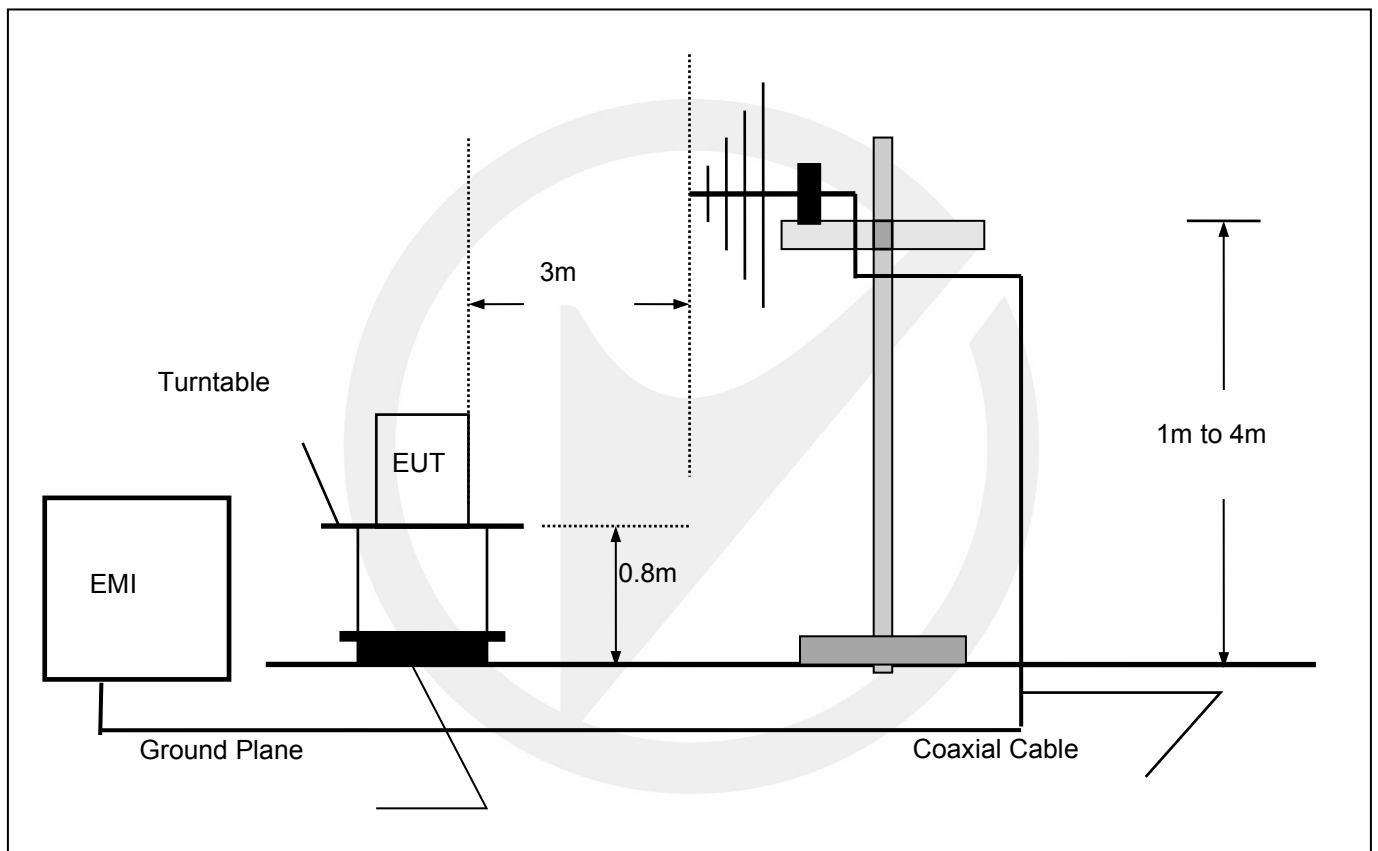 3m
Turntable
1m to 4m
EUT
0.8m
EMI
Ground Plane
Coaxial Cable